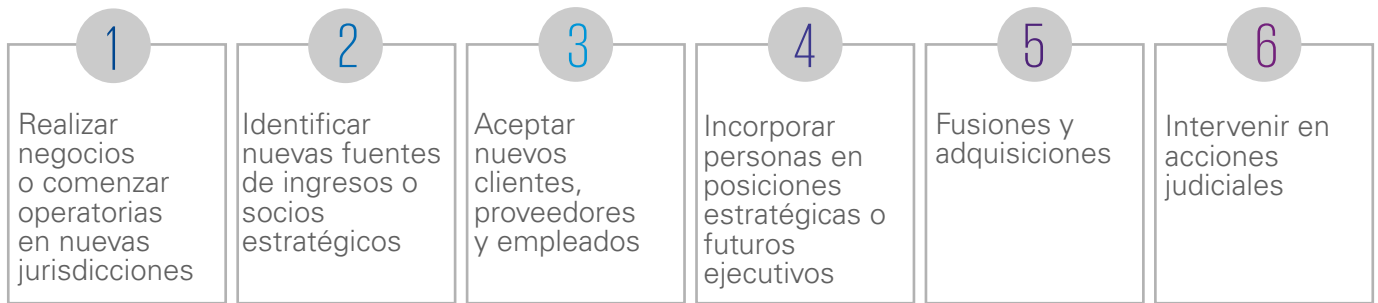 1
Realizar
negocios
o comenzar
operatorias
en nuevas
jurisdicciones
2
Identificar
nuevas fuentes
de ingresos o
socios
estratégicos
3
Aceptar
nuevos
clientes,
proveedores
y empleados
4
Incorporar
personas en
posiciones
estratégicas o
futuros
ejecutivos
5
Fusiones y
adquisiciones
6
Intervenir en
acciones
judiciales